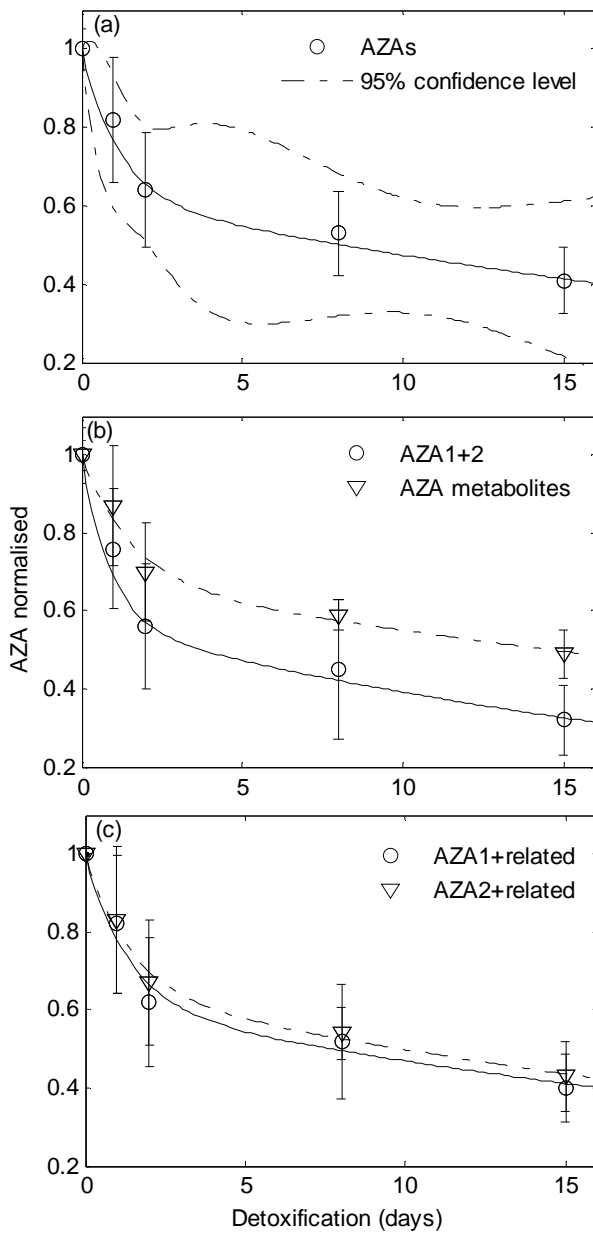 (a)
AZAs
95% confidence level
1
0.8
0.6
0.4
0.2
0 5 10 15
(b)
AZA1+2
AZA metabolites
AZA normalised
1
0.8
0.6
0.4
0.2
0 5 10 15
(c)
AZA1+related
AZA2+related
1
0.8
0.6
0.4
0.2
0 5 10 15
Detoxification (days)